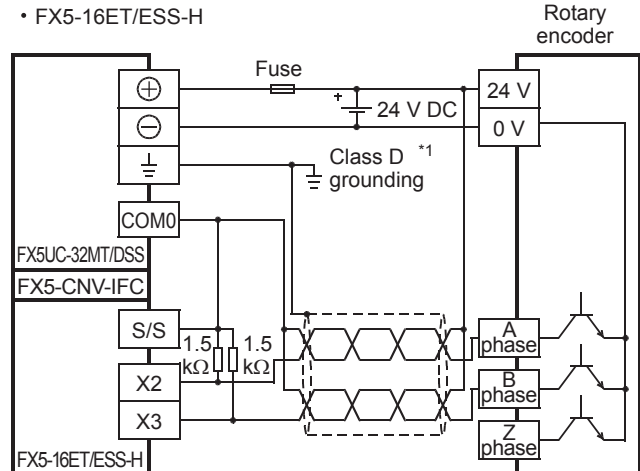 • FX5-16ET/ESS-H
Rotary
encoder
Fuse
24 V
+
24 V DC
0 V
Class D *1
grounding
COM0
FX5UC-32MT/DSS
FX5-CNV-IFC
S/S
1.5
kΩ
1.5
kΩ
A
phase
X2
B
phase
X3
Z
phase
FX5-16ET/ESS-H